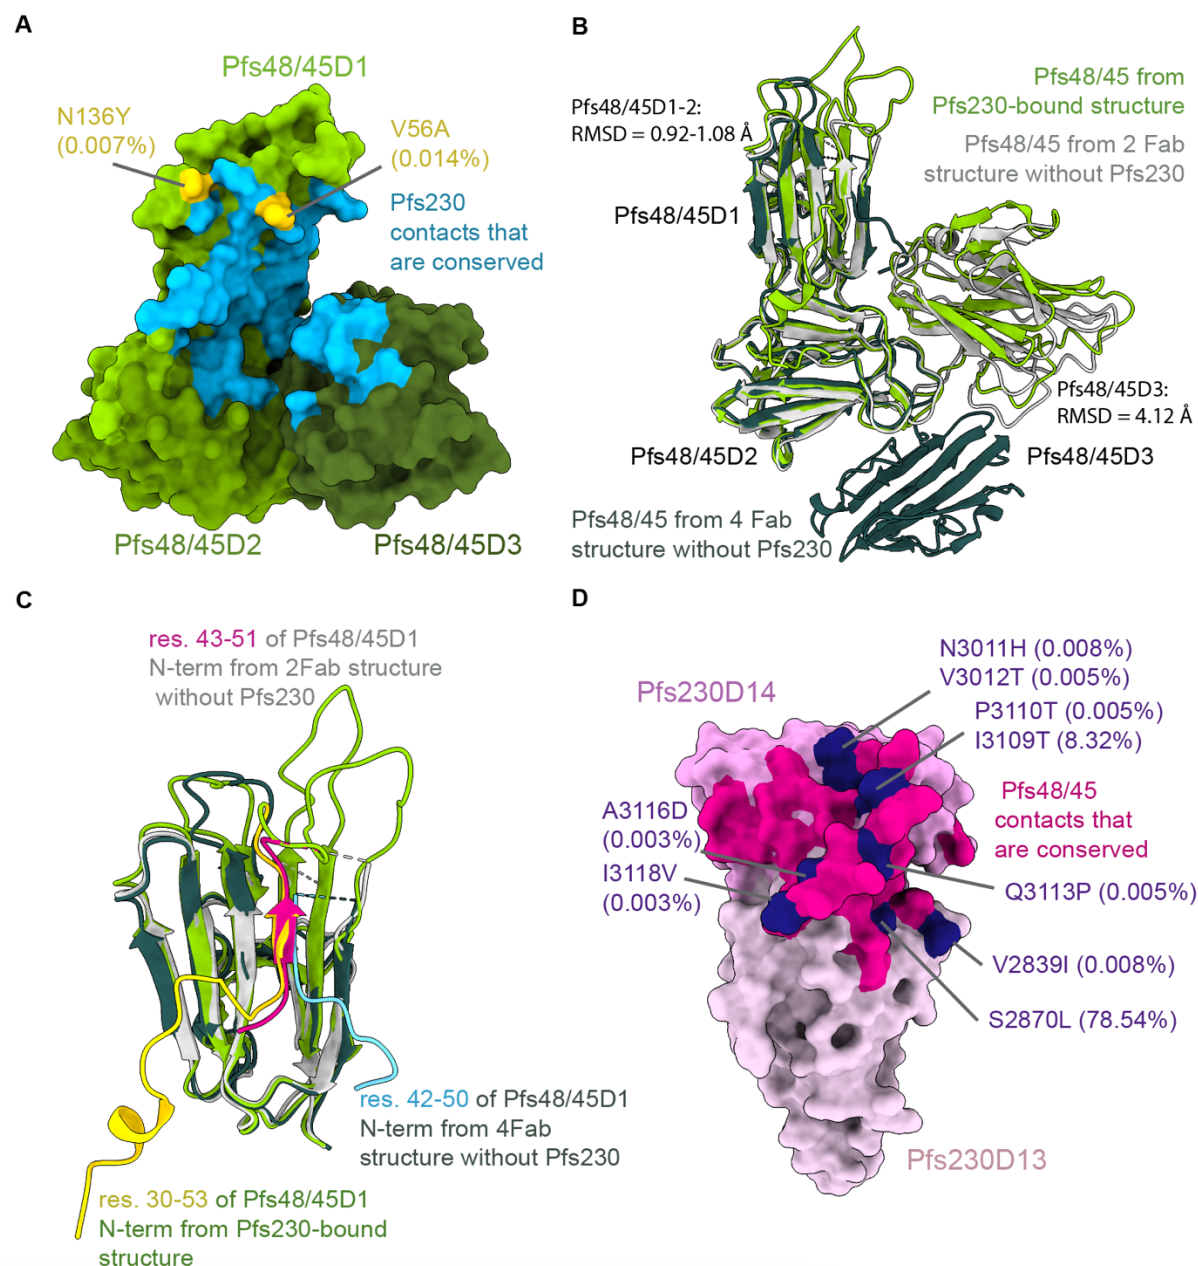 A
Pfs48/45D1
N136Y
(0.007%)
V56A
(0.014%)
Pfs230
contacts that
are conserved
Pfs48/45D2
Pfs48/45D3
B
Pfs48/45D1-2:
RMSD = 0.92-1.08 Å
Pfs48/45 from
Pfs230-bound structure
Pfs48/45 from 2 Fab
structure without Pfs230
Pfs48/45D1
Pfs48/45D3:
RMSD = 4.12 Å
Pfs48/45D2
Pfs48/45D3
Pfs48/45 from 4 Fab
structure without Pfs230
C
res. 43-51 of Pfs48/45D1
N-term from 2Fab structure
without Pfs230
res. 42-50 of Pfs48/45D1
N-term from 4Fab
structure without Pfs230
res. 30-53 of Pfs48/45D1
N-term from Pfs230-bound
structure
D
N3011H (0.008%)
V3012T (0.005%)
Pfs230D14
P3110T (0.005%)
I3109T (8.32%)
A3116D
(0.003%)
Pfs48/45
contacts that
are conserved
I3118V
(0.003%)
Q3113P (0.005%)
V2839I (0.008%)
S2870L (78.54%)
Pfs230D13